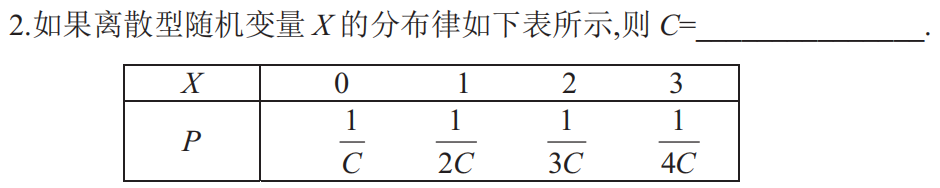 2.如果离散型随机变量 X 的分布律如下表所示,则 C=________________.
X 0 1 2 3
P 1/C 1/2C 1/3C 1/4C